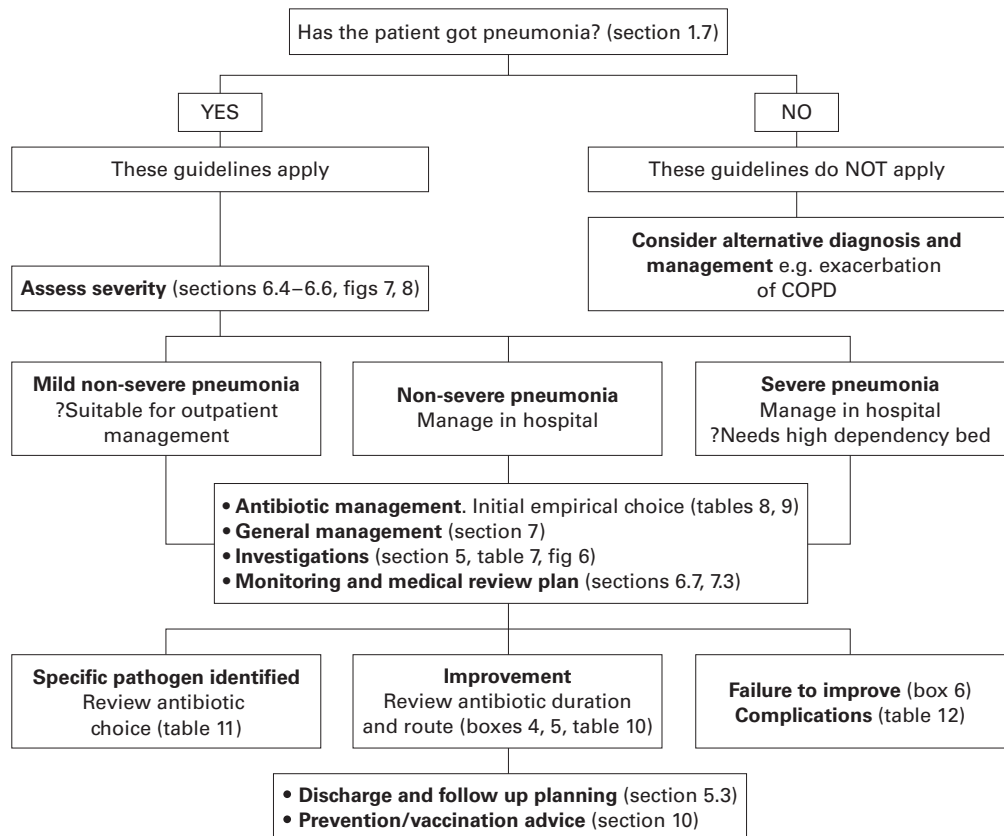 Has the patient got pneumonia? (section 1.7)
YES
NO
These guidelines apply
These guidelines do NOT apply
Consider alternative diagnosis and
management e.g. exacerbation
of COPD
Assess severity (sections 6.4–6.6, figs 7, 8)
Mild non-severe pneumonia
?Suitable for outpatient
management
Non-severe pneumonia
Manage in hospital
Severe pneumonia
Manage in hospital
?Needs high dependency bed
• Antibiotic management. Initial empirical choice (tables 8, 9)
• General management (section 7)
• Investigations (section 5, table 7, fig 6)
• Monitoring and medical review plan (sections 6.7, 7.3)
Specific pathogen identified
Review antibiotic
choice (table 11)
Improvement
Review antibiotic duration
and route (boxes 4, 5, table 10)
Failure to improve (box 6)
Complications (table 12)
• Discharge and follow up planning (section 5.3)
• Prevention/vaccination advice (section 10)